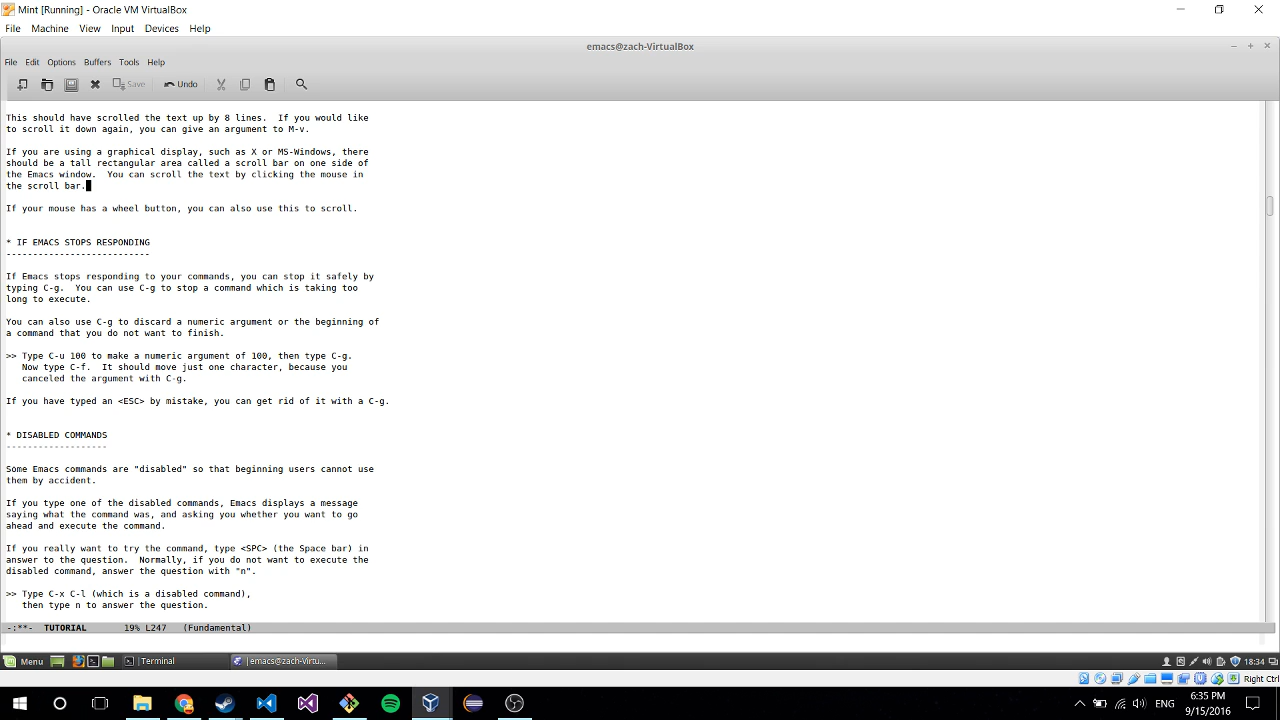 Mint [Running] - Oracle VM VirtualBox
File Machine View Input Devices Help
emacs@zach-VirtualBox
File Edit Options Buffers Tools Help
Save Undo
This should have scrolled the text up by 8 lines.  If you would like
to scroll it down again, you can give an argument to M-v.
If you are using a graphical display, such as X or MS-Windows, there
should be a tall rectangular area called a scroll bar on one side of
the Emacs window.  You can scroll the text by clicking the mouse in
the scroll bar.
If your mouse has a wheel button, you can also use this to scroll.
* IF EMACS STOPS RESPONDING
---------------------------
If Emacs stops responding to your commands, you can stop it safely by
typing C-g.  You can use C-g to stop a command which is taking too
long to execute.
You can also use C-g to discard a numeric argument or the beginning of
a command that you do not want to finish.
>> Type C-u 100 to make a numeric argument of 100, then type C-g.
Now type C-f.  It should move just one character, because you
canceled the argument with C-g.
If you have typed an <ESC> by mistake, you can get rid of it with a C-g.
* DISABLED COMMANDS
-------------------
Some Emacs commands are "disabled" so that beginning users cannot use
them by accident.
If you type one of the disabled commands, Emacs displays a message
saying what the command was, and asking you whether you want to go
ahead and execute the command.
If you really want to try the command, type <SPC> (the Space bar) in
answer to the question.  Normally, if you do not want to execute the
disabled command, answer the question with "n".
>> Type C-x C-l (which is a disabled command),
then type n to answer the question.
-:**-  TUTORIAL       19% L247   (Fundamental)
Menu Terminal emacs@zach-Virtu... 18:34
Right Ctrl
ENG 6:35 PM
9/15/2016